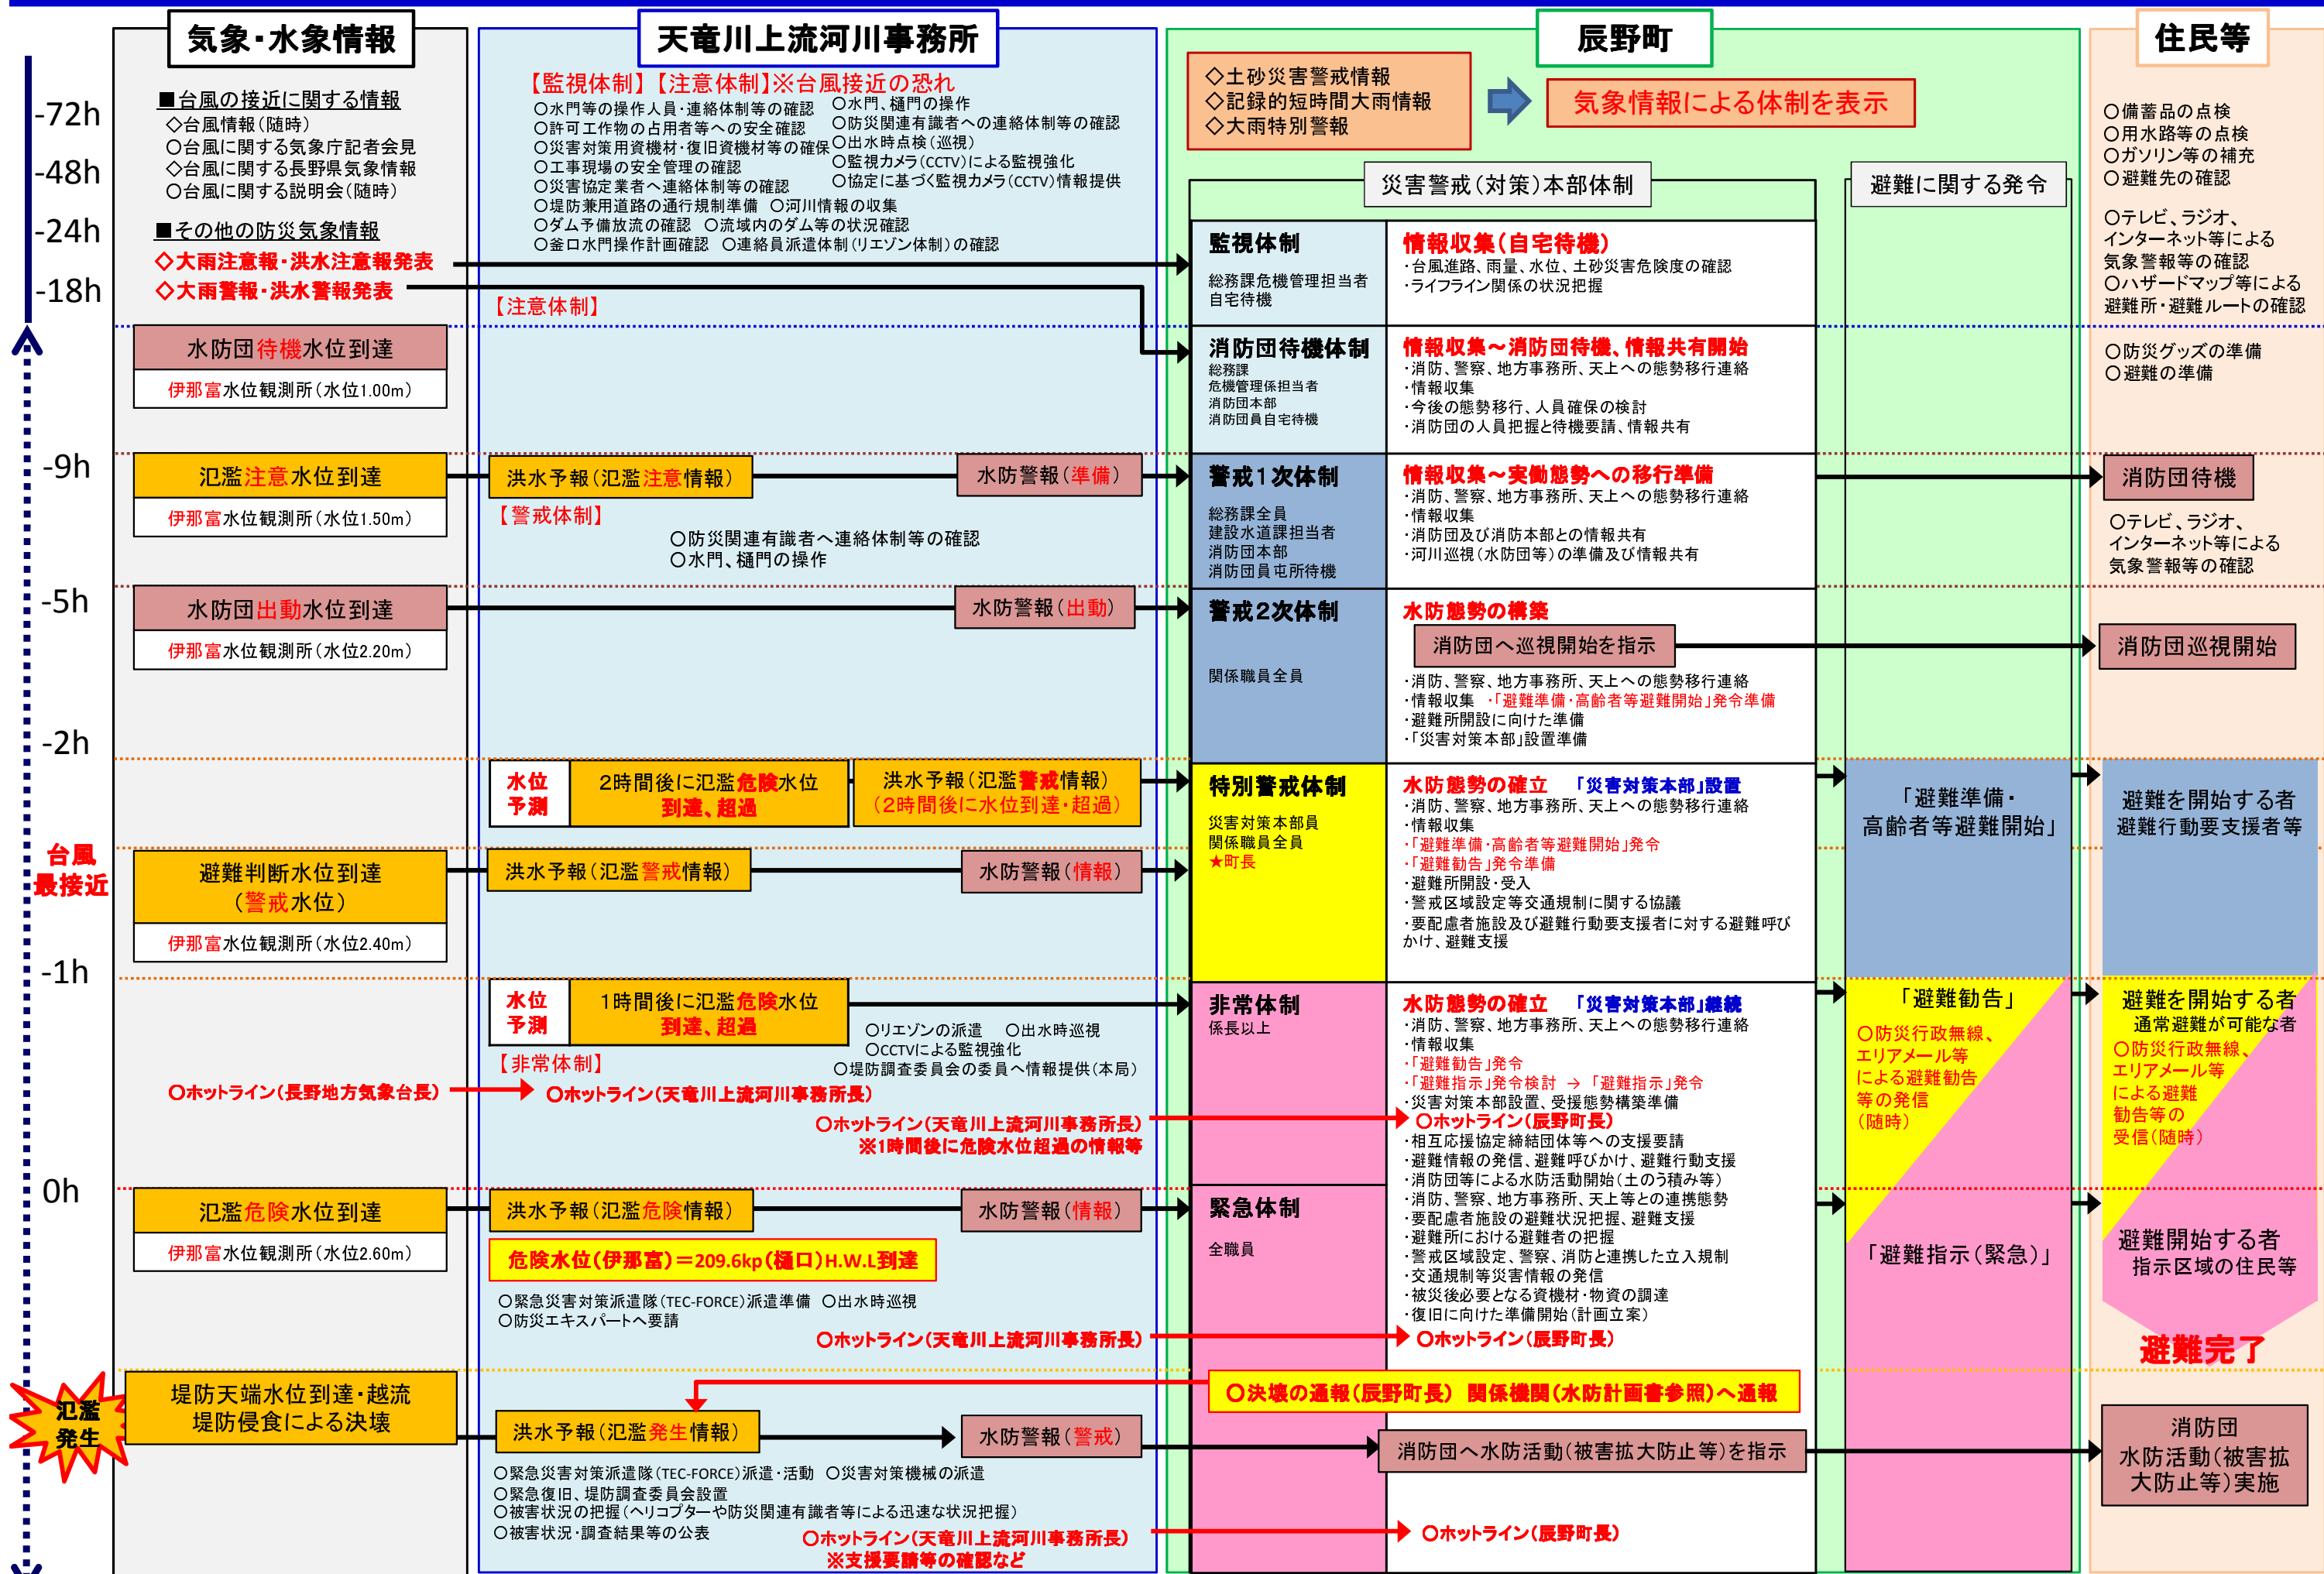 気象・水象情報
天竜川上流河川事務所
辰野町
住民等
-72h
-48h
-24h
-18h
-9h
-5h
-2h
台風
最接近
-1h
0h
氾濫
発生
■台風の接近に関する情報
◇台風情報(随時)
○台風に関する気象庁記者会見
◇台風に関する長野県気象情報
○台風に関する説明会(随時)
■その他の防災気象情報
◇大雨注意報・洪水注意報発表
◇大雨警報・洪水警報発表
水防団待機水位到達
伊那富水位観測所(水位1.00m)
氾濫注意水位到達
伊那富水位観測所(水位1.50m)
水防団出動水位到達
伊那富水位観測所(水位2.20m)
避難判断水位到達
(警戒水位)
伊那富水位観測所(水位2.40m)
○ホットライン(長野地方気象台長)
氾濫危険水位到達
伊那富水位観測所(水位2.60m)
堤防天端水位到達・越流
堤防侵食による決壊
【監視体制】【注意体制】※台風接近の恐れ
○水門等の操作人員・連絡体制等の確認
○許可工作物の占用者等への安全確認
○災害対策用資機材・復旧資機材等の確保
○工事現場の安全管理の確認
○災害協定業者へ連絡体制等の確認
○水門、樋門の操作
○防災関連有識者への連絡体制等の確認
○出水時点検(巡視)
○監視カメラ(CCTV)による監視強化
○協定に基づく監視カメラ(CCTV)情報提供
○堤防兼用道路の通行規制準備 ○河川情報の収集
○ダム予備放流の確認 ○流域内のダム等の状況確認
○釜口水門操作計画確認 ○連絡員派遣体制(リエゾン体制)の確認
【注意体制】
洪水予報(氾濫注意情報)
水防警報(準備)
【警戒体制】
○防災関連有識者へ連絡体制等の確認
○水門、樋門の操作
水防警報(出動)
水位
予測
2時間後に氾濫危険水位
到達、超過
洪水予報(氾濫警戒情報)
(2時間後に水位到達・超過)
洪水予報(氾濫警戒情報)
水防警報(情報)
水位
予測
1時間後に氾濫危険水位
到達、超過
【非常体制】
○リエゾンの派遣 ○出水時巡視
○CCTVによる監視強化
○堤防調査委員会の委員へ情報提供(本局)
○ホットライン(天竜川上流河川事務所長)
○ホットライン(天竜川上流河川事務所長)
※1時間後に危険水位超過の情報等
洪水予報(氾濫危険情報)
水防警報(情報)
危険水位(伊那富)=209.6kp(樋口)H.W.L到達
○緊急災害対策派遣隊(TEC-FORCE)派遣準備 ○出水時巡視
○防災エキスパートへ要請
○ホットライン(天竜川上流河川事務所長)
洪水予報(氾濫発生情報)
水防警報(警戒)
○緊急災害対策派遣隊(TEC-FORCE)派遣・活動 ○災害対策機械の派遣
○緊急復旧、堤防調査委員会設置
○被害状況の把握(ヘリコプターや防災関連有識者等による迅速な状況把握)
○被害状況・調査結果等の公表
○ホットライン(天竜川上流河川事務所長)
※支援要請等の確認など
◇土砂災害警戒情報
◇記録的短時間大雨情報
◇大雨特別警報
気象情報による体制を表示
災害警戒(対策)本部体制
避難に関する発令
監視体制
総務課危機管理担当者
自宅待機
情報収集(自宅待機)
・台風進路、雨量、水位、土砂災害危険度の確認
・ライフライン関係の状況把握
消防団待機体制
総務課
危機管理係担当者
消防団本部
消防団員自宅待機
情報収集~消防団待機、情報共有開始
・消防、警察、地方事務所、天上への態勢移行連絡
・情報収集
・今後の態勢移行、人員確保の検討
・消防団の人員把握と待機要請、情報共有
警戒1次体制
総務課全員
建設水道課担当者
消防団本部
消防団員屯所待機
情報収集~実働態勢への移行準備
・消防、警察、地方事務所、天上への態勢移行連絡
・情報収集
・消防団及び消防本部との情報共有
・河川巡視(水防団等)の準備及び情報共有
警戒2次体制
関係職員全員
水防態勢の構築
消防団へ巡視開始を指示
・消防、警察、地方事務所、天上への態勢移行連絡
・情報収集 ・「避難準備・高齢者等避難開始」発令準備
・避難所開設に向けた準備
・「災害対策本部」設置準備
特別警戒体制
災害対策本部員
関係職員全員
★町長
水防態勢の確立 「災害対策本部」設置
・消防、警察、地方事務所、天上への態勢移行連絡
・情報収集
・「避難準備・高齢者等避難開始」発令
・「避難勧告」発令準備
・避難所開設・受入
・警戒区域設定等交通規制に関する協議
・要配慮者施設及び避難行動要支援者に対する避難呼び
かけ、避難支援
非常体制
係長以上
水防態勢の確立 「災害対策本部」継続
・消防、警察、地方事務所、天上への態勢移行連絡
・情報収集
・「避難勧告」発令
・「避難指示」発令検討 → 「避難指示」発令
・災害対策本部設置、受援態勢構築準備
○ホットライン(辰野町長)
・相互応援協定締結団体等への支援要請
・避難情報の発信、避難呼びかけ、避難行動支援
・消防団等による水防活動開始(土のう積み等)
・消防、警察、地方事務所、天上等との連携態勢
・要配慮者施設の避難状況把握、避難支援
・避難所における避難者の把握
・警戒区域設定、警察、消防と連携した立入規制
・交通規制等災害情報の発信
・被災後必要となる資機材・物資の調達
・復旧に向けた準備開始(計画立案)
○ホットライン(辰野町長)
緊急体制
全職員
○決壊の通報(辰野町長) 関係機関(水防計画書参照)へ通報
消防団へ水防活動(被害拡大防止等)を指示
○ホットライン(辰野町長)
「避難準備・
高齢者等避難開始」
「避難勧告」
○防災行政無線、
エリアメール等
による避難勧告
等の発信
(随時)
「避難指示(緊急)」
○備蓄品の点検
○用水路等の点検
○ガソリン等の補充
○避難先の確認
○テレビ、ラジオ、
インターネット等による
気象警報等の確認
○ハザードマップ等による
避難所・避難ルートの確認
○防災グッズの準備
○避難の準備
消防団待機
○テレビ、ラジオ、
インターネット等による
気象警報等の確認
消防団巡視開始
避難を開始する者
避難行動要支援者等
避難を開始する者
通常避難が可能な者
○防災行政無線、
エリアメール等
による避難
勧告等の
受信(随時)
避難開始する者
指示区域の住民等
避難完了
消防団
水防活動(被害拡
大防止等)実施